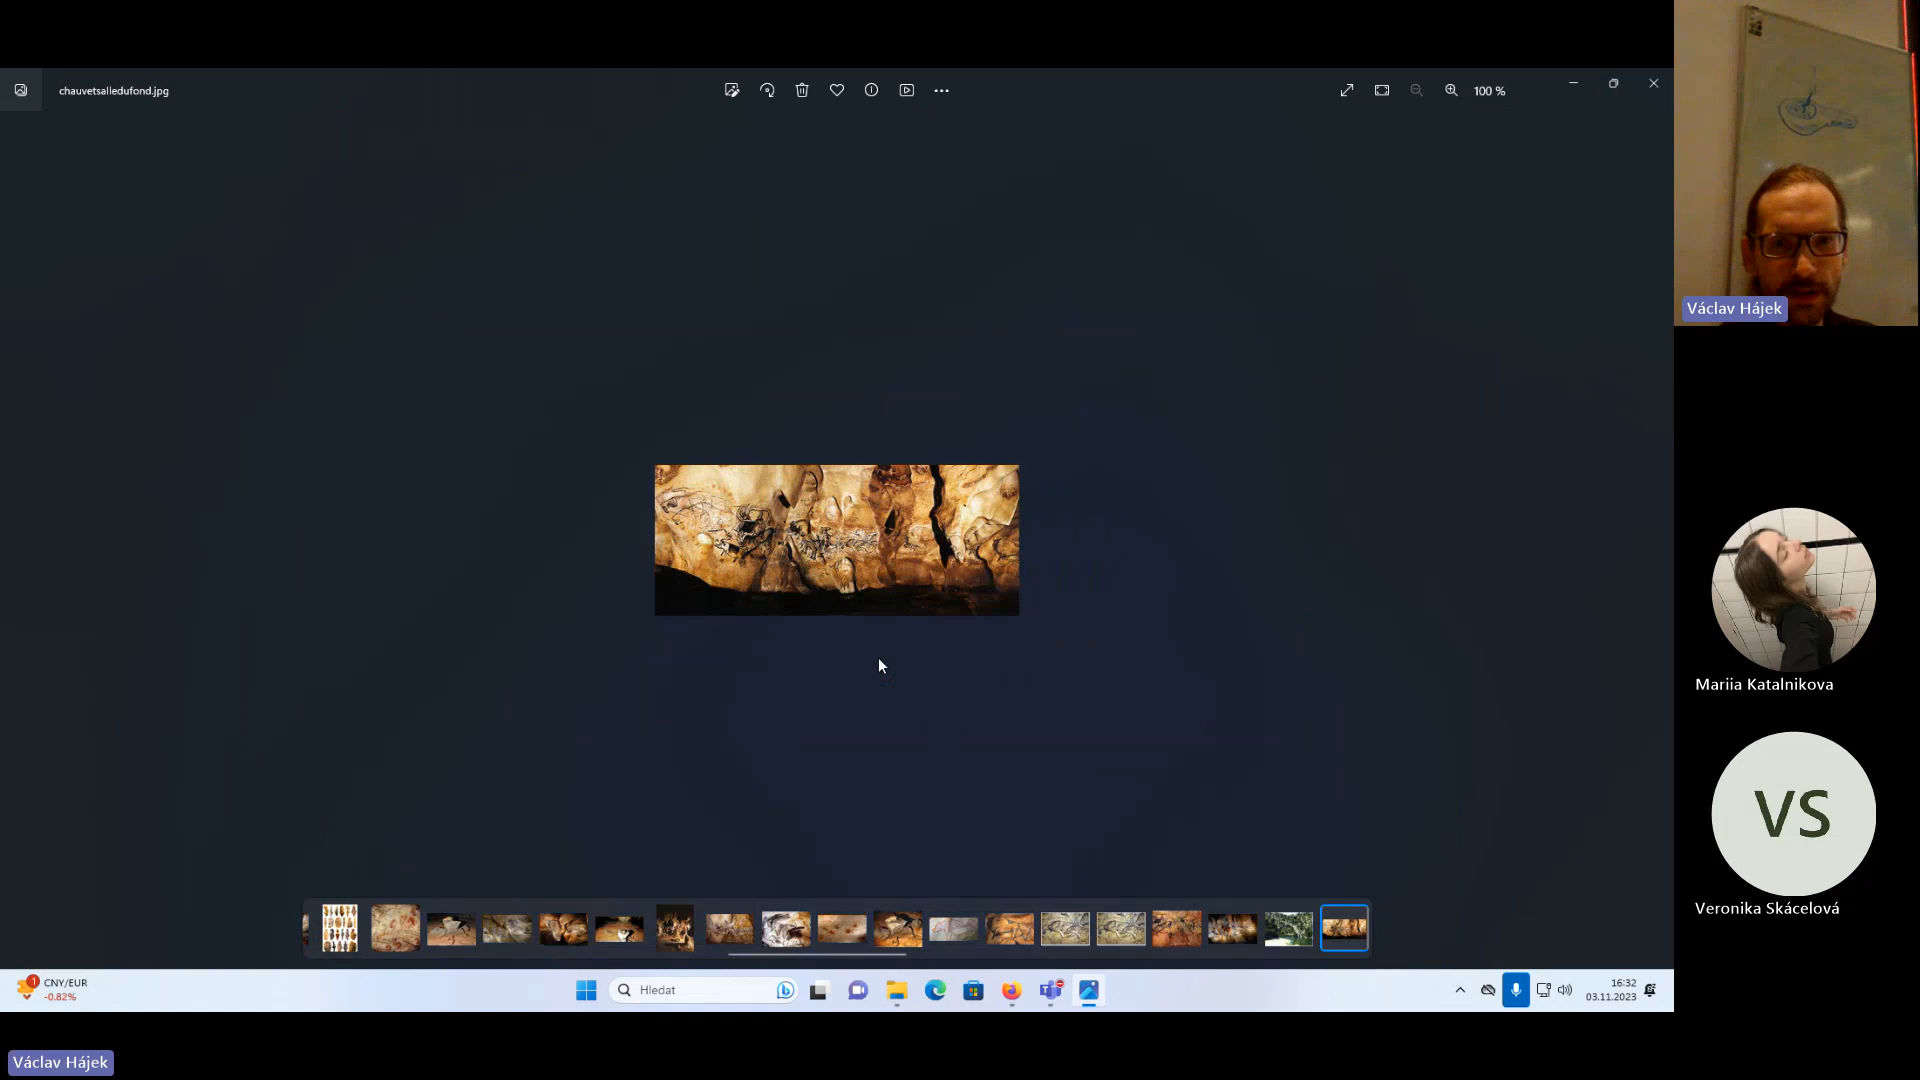 chauvetsalledufond.jpg
100 %
Václav Hájek
Mariia Katalnikova
VS
Veronika Skácelová
1
CNY/EUR
-0.82%
Hledat
16:32
03.11.2023
Václav Hájek